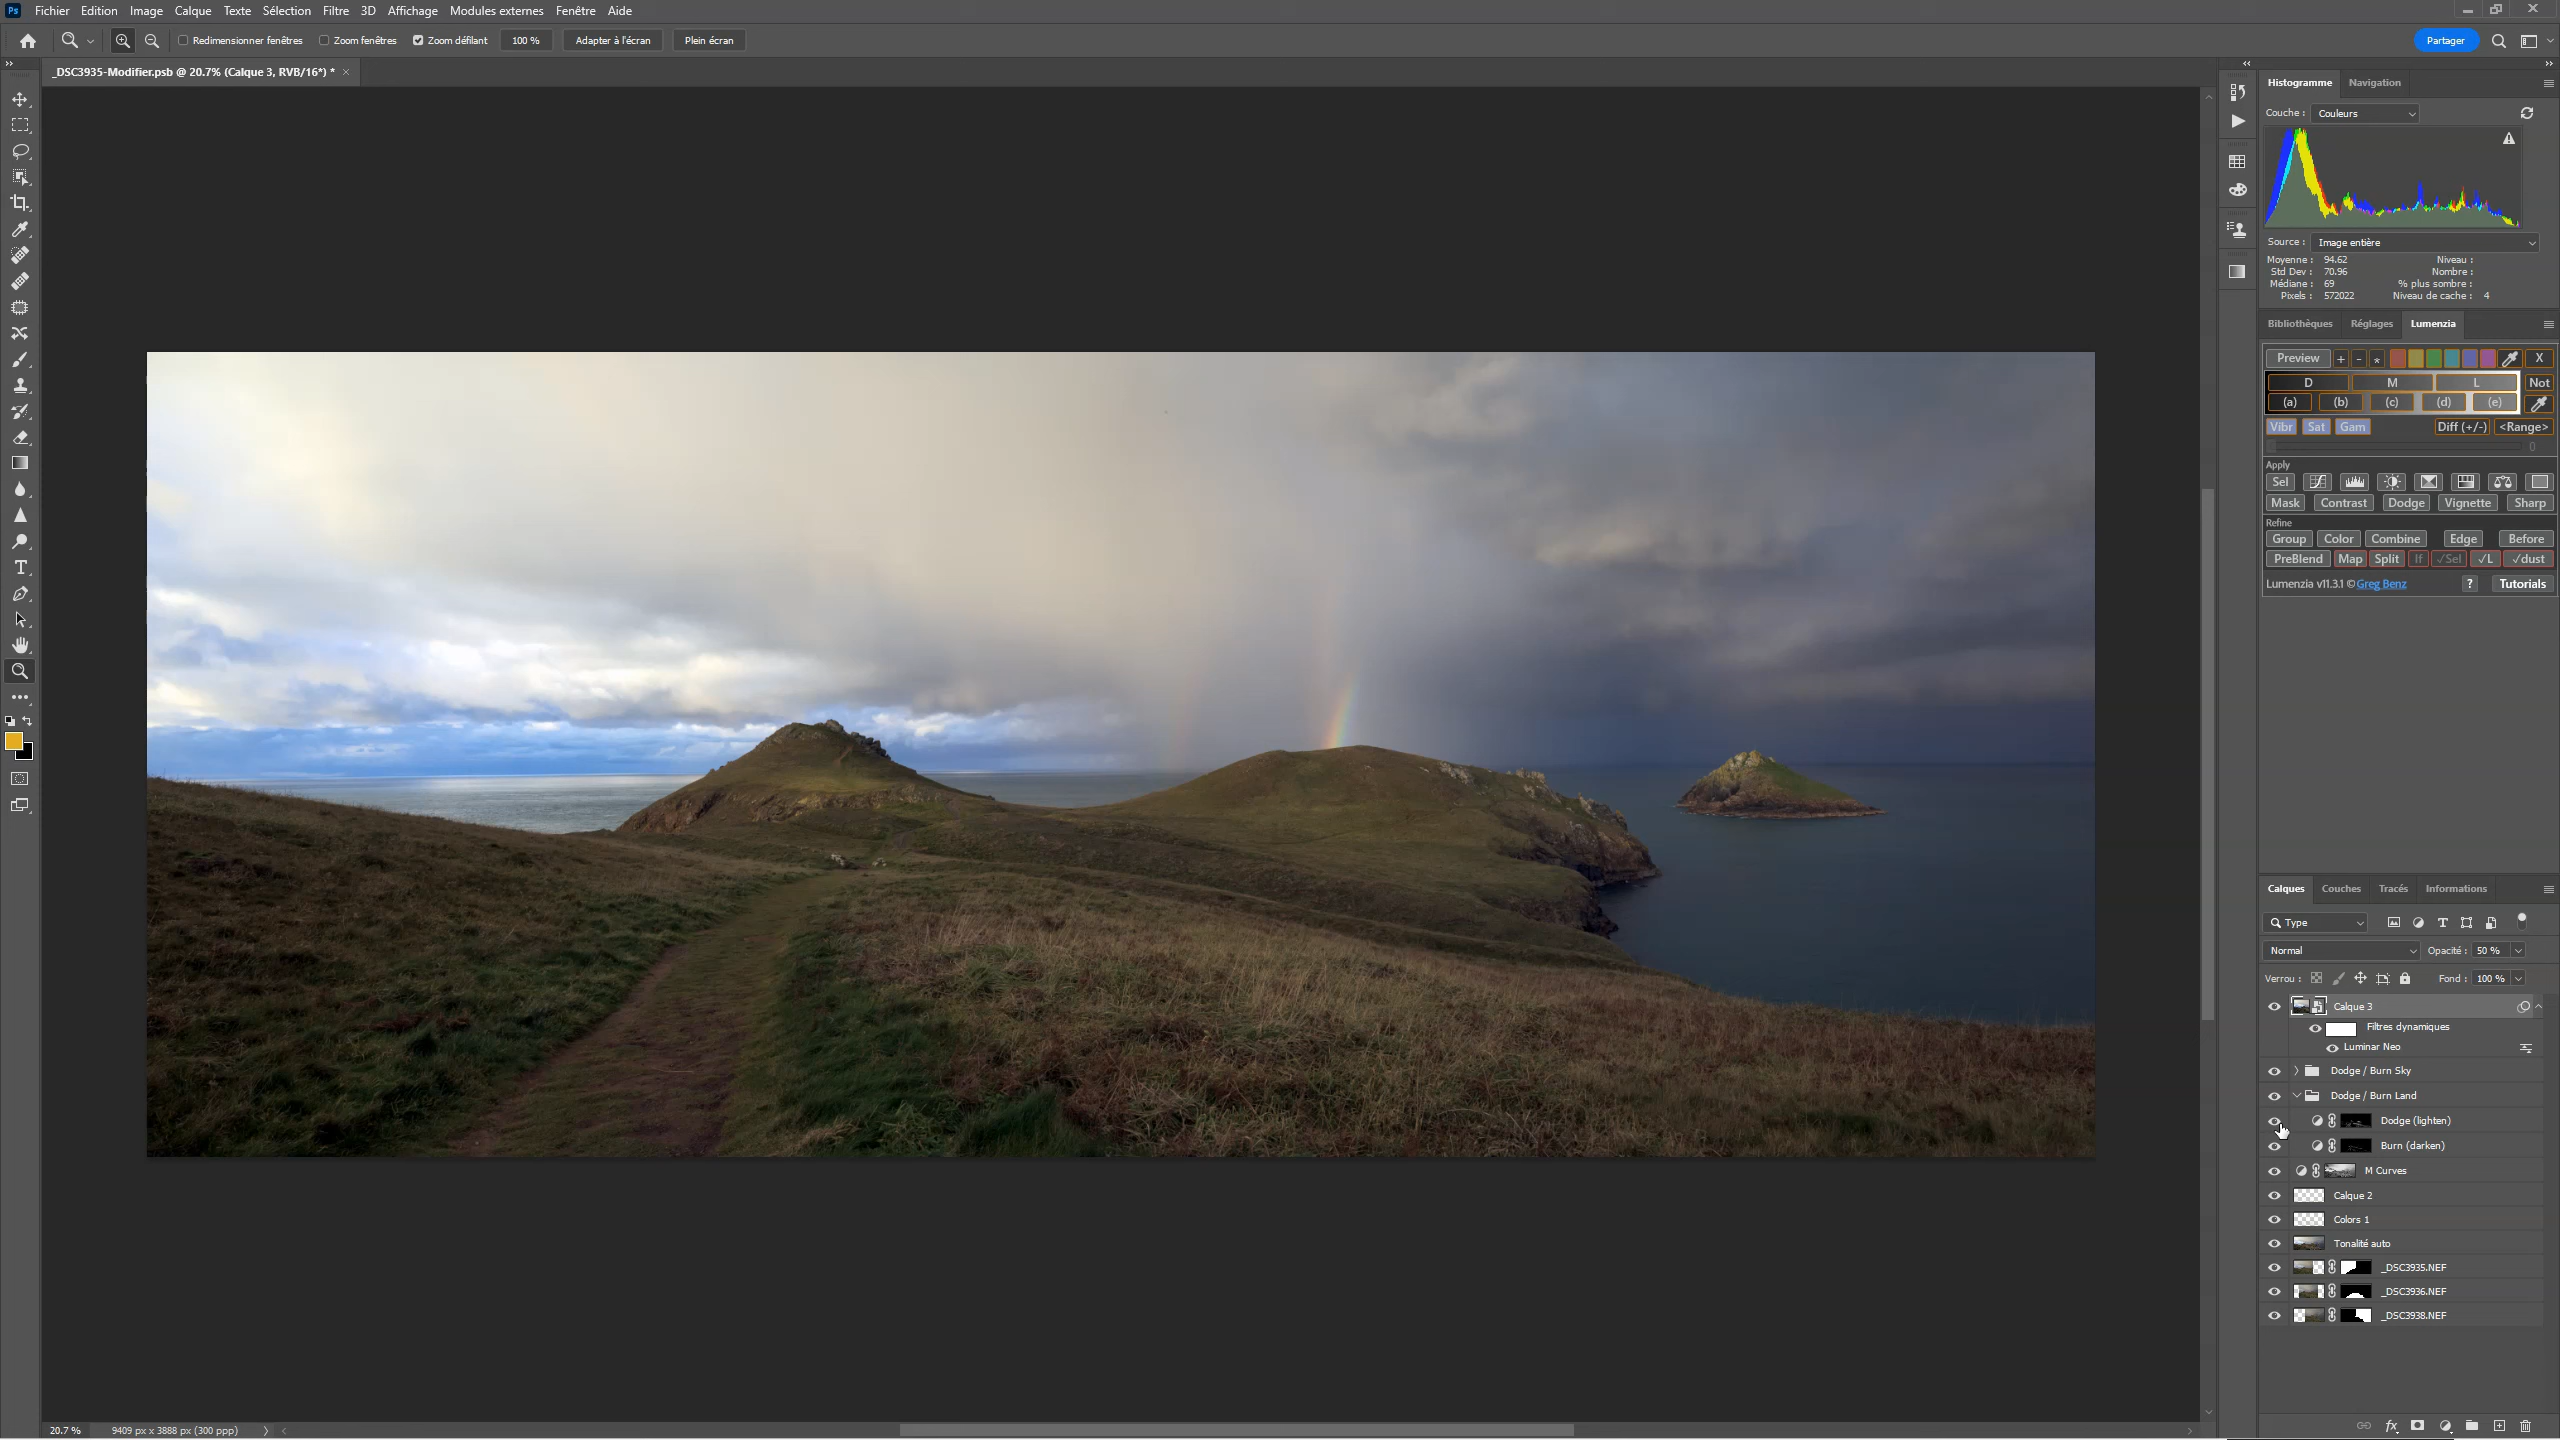 Ps Fichier Edition Image Calque Texte Sélection Filtre 3D Affichage Modules externes Fenêtre Aide
Redimensionner fenêtres Zoom fenêtres Zoom défilant 100 % Adapter à l'écran Plein écran Partager
_DSC3935-Modifier.psb @ 20.7% (Calque 3, RVB/16*) *
Histogramme Navigation
Couche : Couleurs
Source : Image entière
Moyenne : 94.62 Niveau :
Std Dev : 70.96 Nombre :
Médiane : 69 % plus sombre :
Pixels : 572022 Niveau de cache : 4
Bibliothèques Réglages Lumenzia
Preview + - * X
D M L Not
(a) (b) (c) (d) (e)
Vibr Sat Gam Diff (+/-) <Range>
0
Apply
Sel
Mask Contrast Dodge Vignette Sharp
Refine
Group Color Combine Edge Before
PreBlend Map Split If √Sel √L √dust
Lumenzia v11.3.1 © Greg Benz ? Tutorials
Calques Couches Tracés Informations
Type
Normal Opacité : 50 %
Verrou : Fond : 100 %
Calque 3
Filtres dynamiques
Luminar Neo
Dodge / Burn Sky
Dodge / Burn Land
Dodge (lighten)
Burn (darken)
M Curves
Calque 2
Colors 1
Tonalité auto
_DSC3935.NEF
_DSC3936.NEF
_DSC3938.NEF
20.7 % 9409 px x 3888 px (300 ppp)
fx